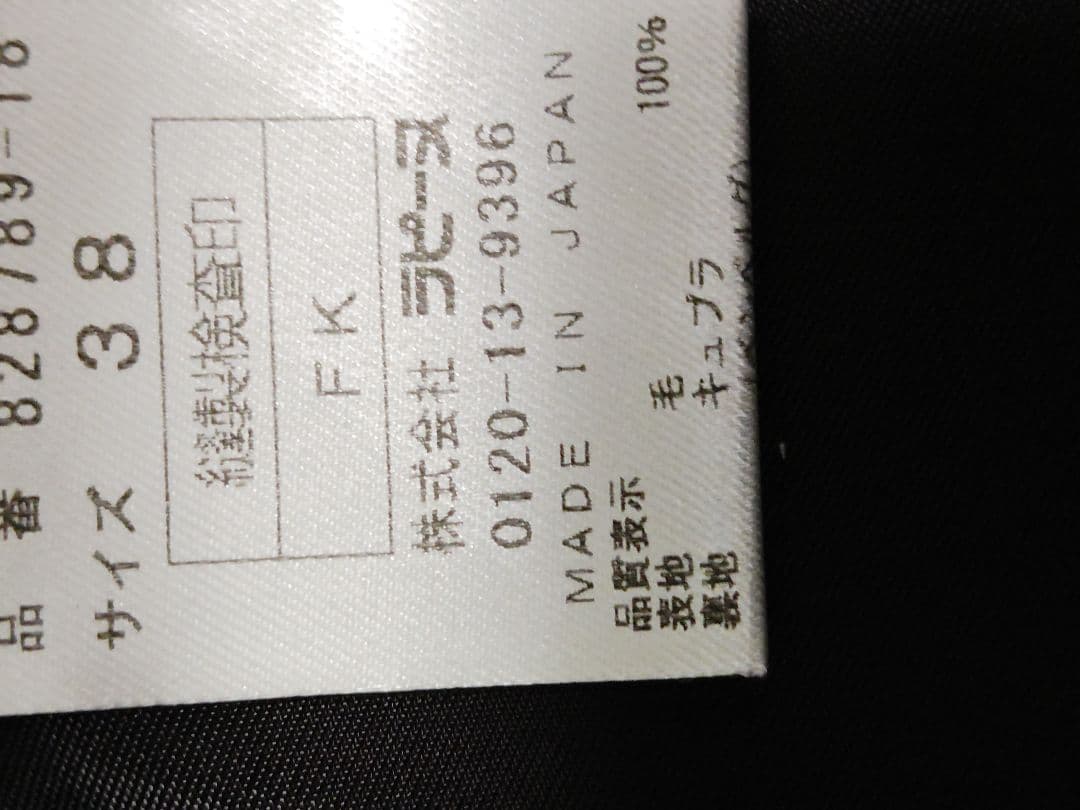 品 番 828789-18
サイズ 38
縫製検査印
FK
株式会社 ラピーヌ
0120-13-9396
MADE IN JAPAN
品質表示
表地 毛 100%
裏地 キュプラ